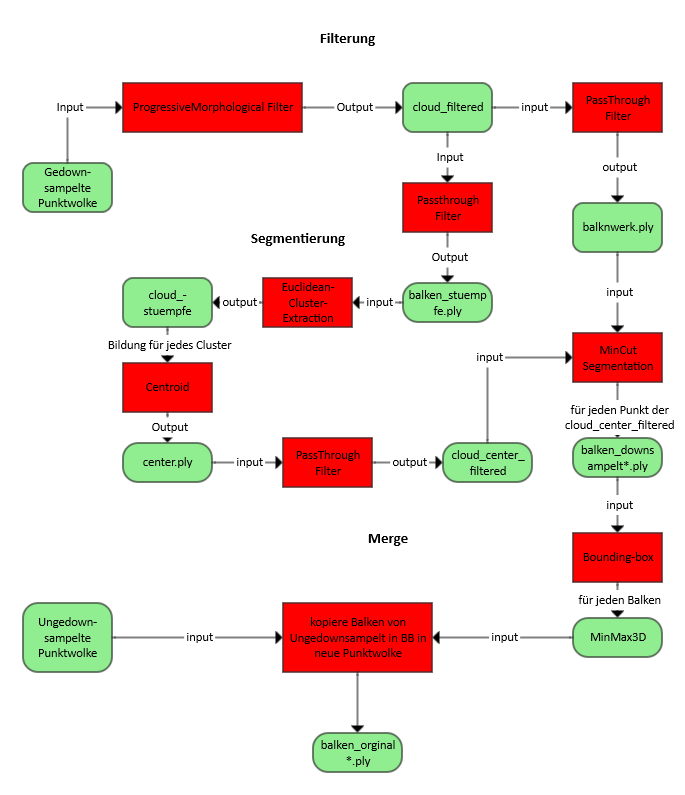 Filterung
Input
ProgressiveMorphological Filter
Output
cloud_filtered
input
PassThrough
Filter
Gedown-
sampelte
Punktwolke
Input
output
Passthrough
Filter
balknwerk.ply
Segmentierung
Output
cloud_-
stuempfe
output
Euclidean-
Cluster-
Extraction
input
balken_stuemp
fe.ply
input
Bildung für jedes Cluster
MinCut
Segmentation
input
Centroid
für jeden Punkt der
cloud_center_filtered
Output
center.ply
input
PassThrough
Filter
output
cloud_center_
filtered
balken_downs
ampelt*.ply
input
Merge
Bounding-box
für jeden Balken
Ungedown-
sampelte
Punktwolke
input
kopiere Balken von
Ungedownsampelt in BB in
neue Punktwolke
input
MinMax3D
balken_orginal
*.ply